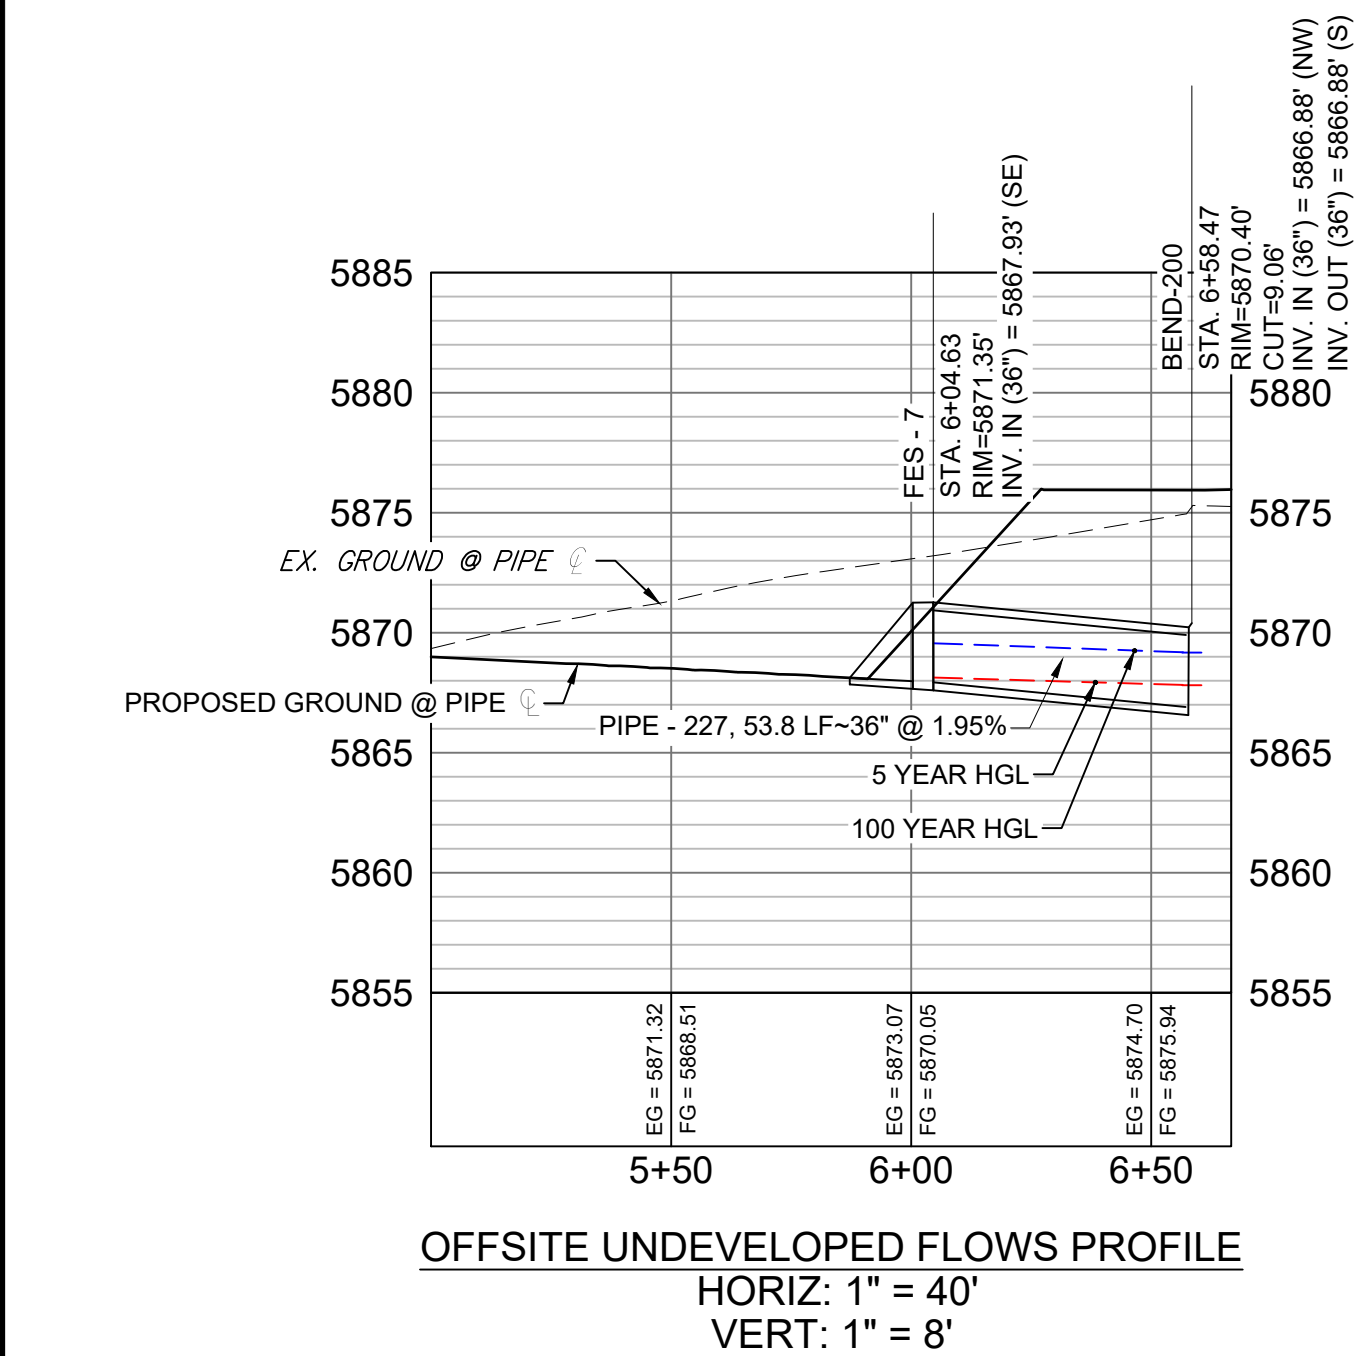 BEND-200
STA. 6+58.47
RIM=5870.40'
CUT=9.06'
INV. IN (36") = 5866.88' (NW)
INV. OUT (36") = 5866.88' (S)
FES - 7
STA. 6+04.63
RIM=5871.35'
INV. IN (36") = 5867.93' (SE)
5885
5880
5880
5875
5875
EX. GROUND @ PIPE ℄
5870
5870
PROPOSED GROUND @ PIPE ℄
PIPE - 227, 53.8 LF~36" @ 1.95%
5865
5865
5 YEAR HGL
100 YEAR HGL
5860
5860
5855
5855
EG = 5871.32
FG = 5868.51
EG = 5873.07
FG = 5870.05
EG = 5874.70
FG = 5875.94
5+50
6+00
6+50
OFFSITE UNDEVELOPED FLOWS PROFILE
HORIZ: 1" = 40'
VERT: 1" = 8'